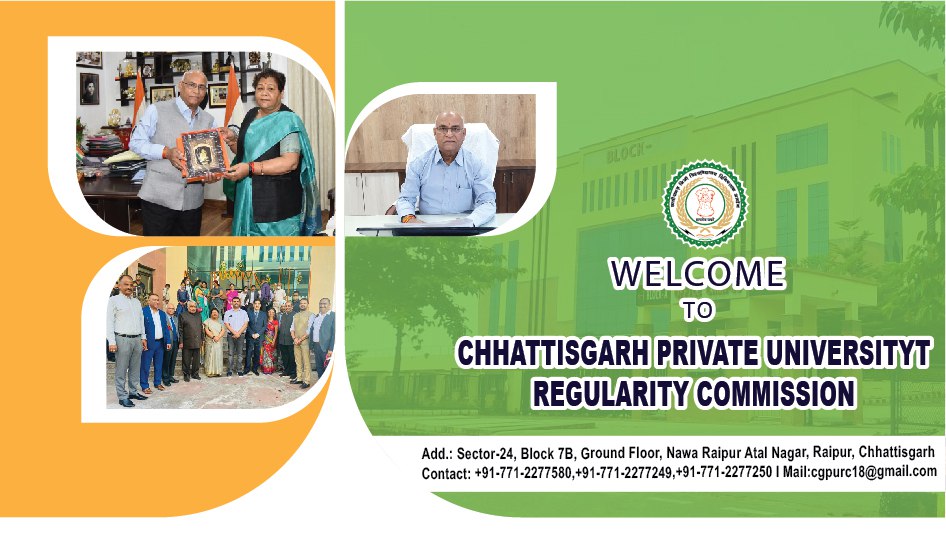 BLOCK-
WELCOME
TO
CHHATTISGARH PRIVATE UNIVERSITYT
REGULARITY COMMISSION
Add.: Sector-24, Block 7B, Ground Floor, Nawa Raipur Atal Nagar, Raipur, Chhattisgarh
Contact: +91-771-2277580,+91-771-2277249,+91-771-2277250 I Mail:cgpurc18@gmail.com